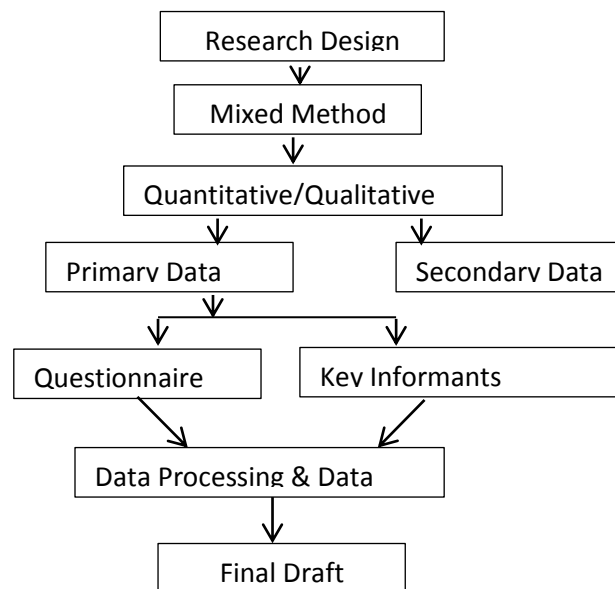 Research Design
Mixed Method
Quantitative/Qualitative
Primary Data
Secondary Data
Questionnaire
Key Informants
Data Processing & Data
Final Draft